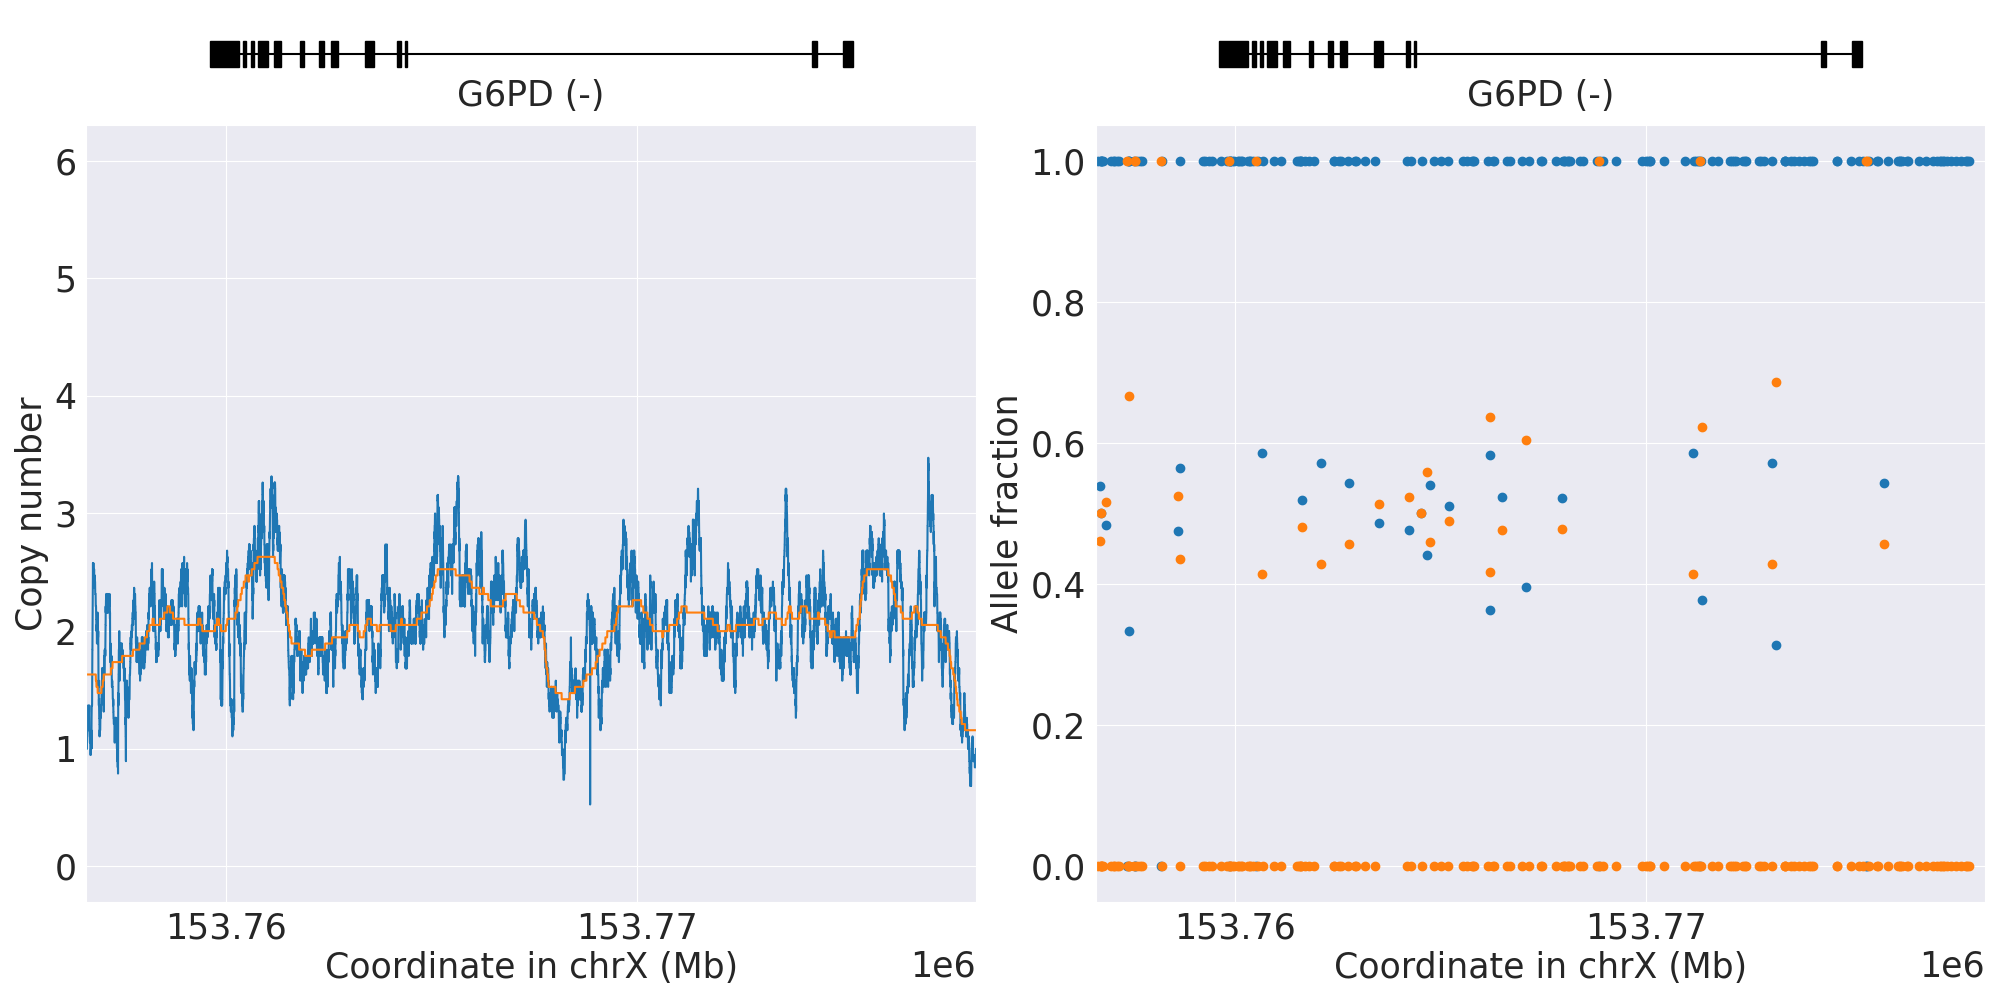 G6PD (-)
6
5
4
3
2
1
0
Copy number
153.76
153.77
Coordinate in chrX (Mb)
1e6
G6PD (-)
1.0
0.8
0.6
0.4
0.2
0.0
Allele fraction
153.76
153.77
Coordinate in chrX (Mb)
1e6